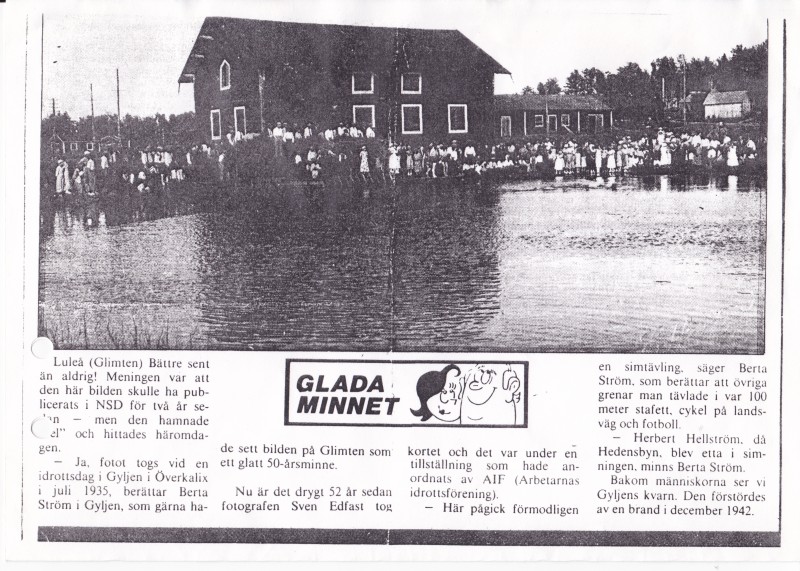 Luleå (Glimten) Bättre sent
än aldrig! Meningen var att
den här bilden skulle ha pub-
licerats i NSD för två år se-
— men den hamnade
el" och hittades häromda-
gen.
— Ja, fotot togs vid en
idrottsdag i Gyljen i Överkalix
i juli 1935, berättar Berta
Ström i Gyljen, som gärna ha-
GLADA
MINNET
de sett bilden på Glimten som
ett glatt 50-årsminne.
Nu är det drygt 52 år sedan
fotografen Sven Edfast tog
kortet och det var under en
tillställning som hade an-
ordnats av AIF (Arbetarnas
idrottsförening).
— Här pågick förmodligen
en simtävling, säger Berta
Ström, som berättar att övriga
grenar man tävlade i var 100
meter stafett, cykel på lands-
väg och fotboll.
— Herbert Hellström, då
Hedensbyn, blev etta i sim-
ningen, minns Berta Ström.
Bakom människorna ser vi
Gyljens kvarn. Den förstördes
av en brand i december 1942.